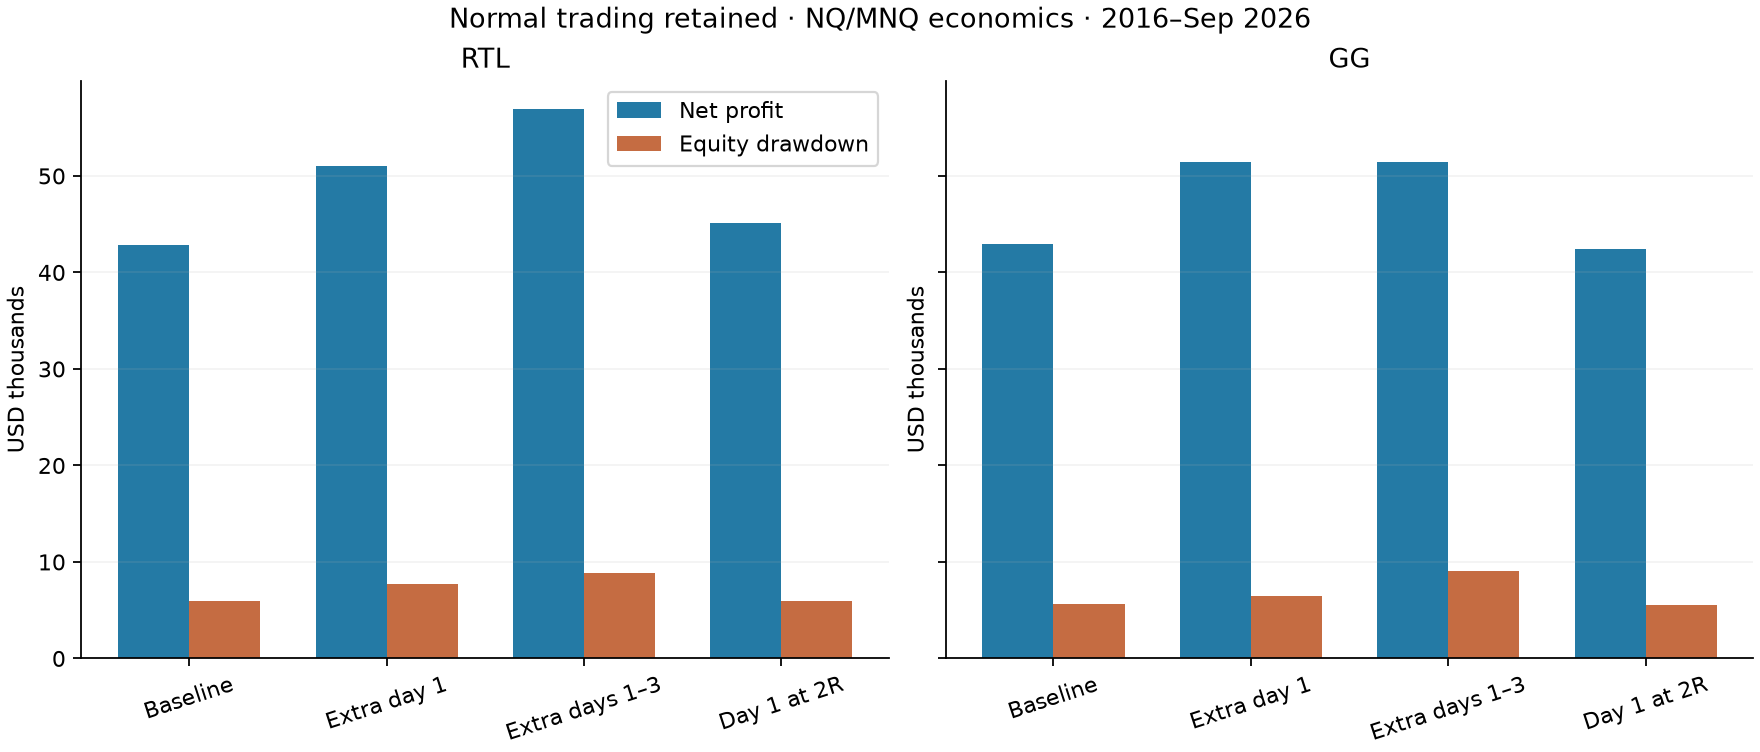 Normal trading retained · NQ/MNQ economics · 2016–Sep 2026
RTL
Net profit
Equity drawdown
USD thousands
50
40
30
20
10
0
Baseline
Extra day 1
Extra days 1–3
Day 1 at 2R
GG
USD thousands
Baseline
Extra day 1
Extra days 1–3
Day 1 at 2R